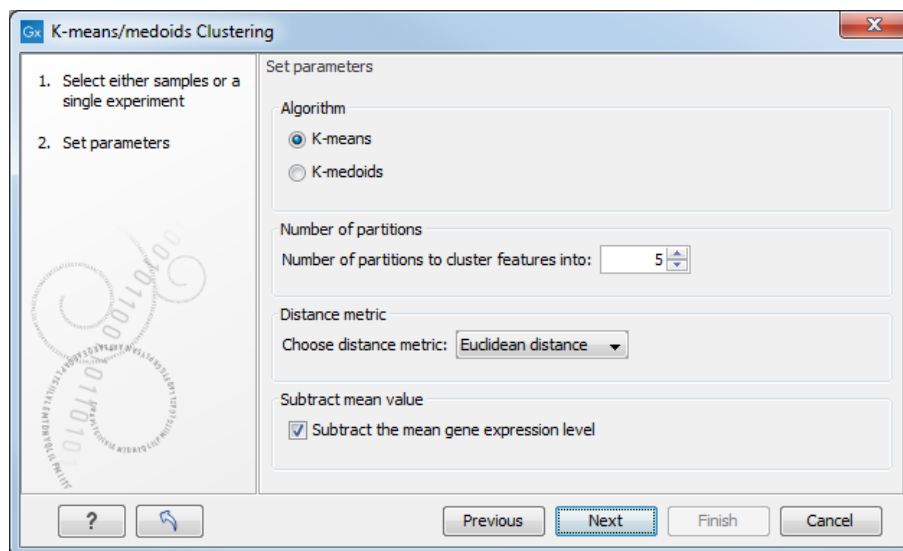 Gx K-means/medoids Clustering
1. Select either samples or a
single experiment
2. Set parameters
Set parameters
Algorithm
K-means
K-medoids
Number of partitions
Number of partitions to cluster features into: 5
Distance metric
Choose distance metric: Euclidean distance
Subtract mean value
Subtract the mean gene expression level
? Previous Next Finish Cancel